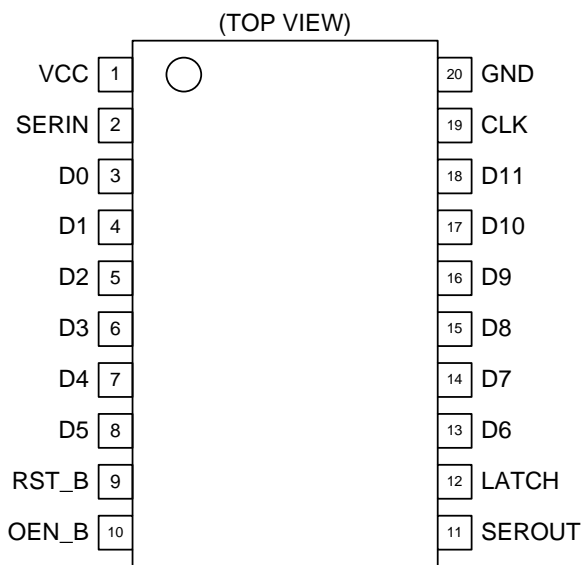 (TOP VIEW)
VCC 1 20 GND
SERIN 2 19 CLK
D0 3 18 D11
D1 4 17 D10
D2 5 16 D9
D3 6 15 D8
D4 7 14 D7
D5 8 13 D6
RST_B 9 12 LATCH
OEN_B 10 11 SEROUT